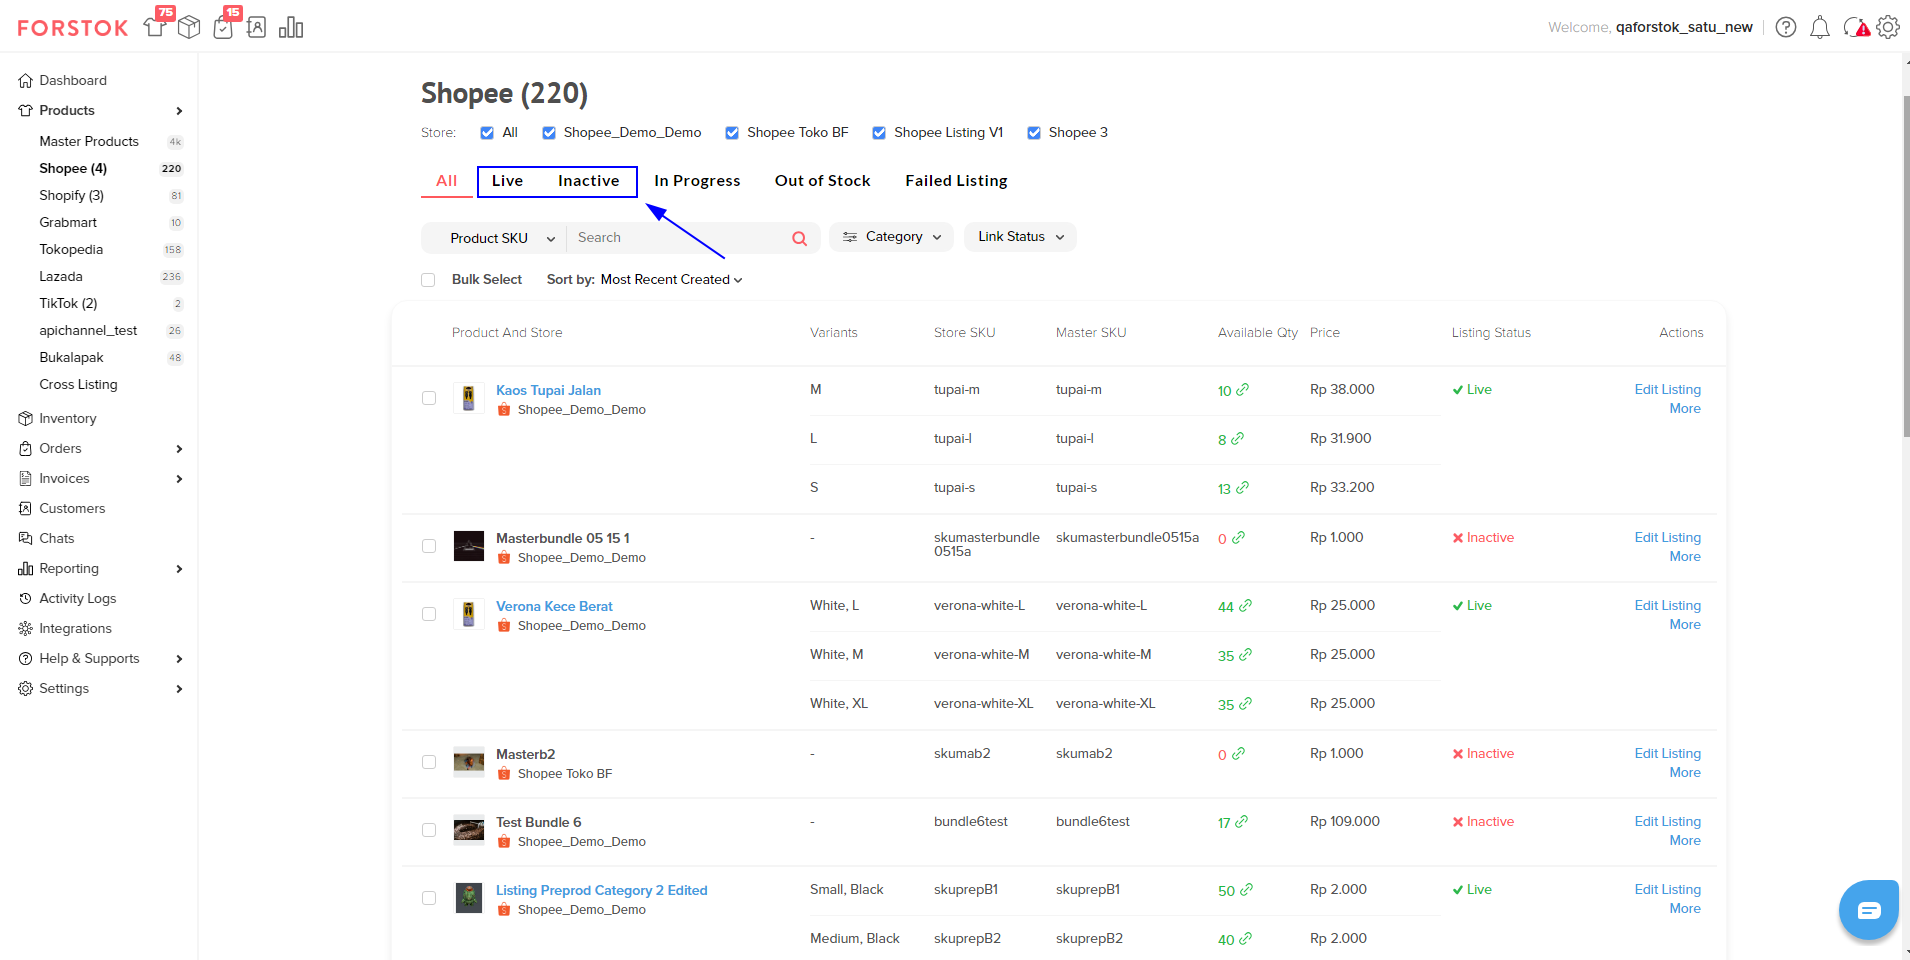 FORSTOK 75 15
Welcome, qaforstok_satu_new
Dashboard
Products
Master Products 4k
Shopee (4) 220
Shopify (3) 81
Grabmart 10
Tokopedia 158
Lazada 236
TikTok (2) 2
apichannel_test 26
Bukalapak 48
Cross Listing
Inventory
Orders
Invoices
Customers
Chats
Reporting
Activity Logs
Integrations
Help & Supports
Settings
Shopee (220)
Store: All Shopee_Demo_Demo Shopee Toko BF Shopee Listing V1 Shopee 3
All Live Inactive In Progress Out of Stock Failed Listing
Product SKU Search Category Link Status
Bulk Select Sort by: Most Recent Created
Product And Store Variants Store SKU Master SKU Available Qty Price Listing Status Actions
Kaos Tupai Jalan M tupai-m tupai-m 10 Rp 38.000 Live Edit Listing
Shopee_Demo_Demo More
L tupai-l tupai-l 8 Rp 31.900
S tupai-s tupai-s 13 Rp 33.200
Masterbundle 05 15 1 - skumasterbundle skumasterbundle0515a 0 Rp 1.000 Inactive Edit Listing
Shopee_Demo_Demo 0515a More
Verona Kece Berat White, L verona-white-L verona-white-L 44 Rp 25.000 Live Edit Listing
Shopee_Demo_Demo More
White, M verona-white-M verona-white-M 35 Rp 25.000
White, XL verona-white-XL verona-white-XL 35 Rp 25.000
Masterb2 - skumab2 skumab2 0 Rp 1.000 Inactive Edit Listing
Shopee Toko BF More
Test Bundle 6 - bundle6test bundle6test 17 Rp 109.000 Inactive Edit Listing
Shopee_Demo_Demo More
Listing Preprod Category 2 Edited Small, Black skuprepB1 skuprepB1 50 Rp 2.000 Live Edit Listing
Shopee_Demo_Demo More
Medium, Black skuprepB2 skuprepB2 40 Rp 2.000